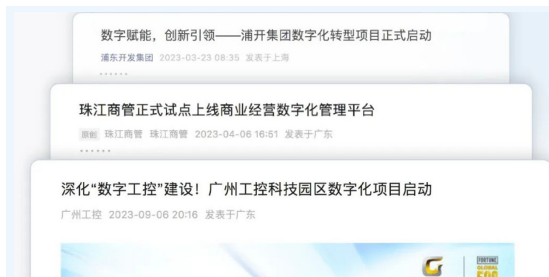 数字赋能，创新引领——浦开集团数字化转型项目正式启动
浦东开发集团 2023-03-23 08:35 发表于上海
......
珠江商管正式试点上线商业经营数字化管理平台
原创 珠江商管 珠江商管 2023-04-06 16:51 发表于广东
......
深化“数字工控”建设！广州工控科技园区数字化项目启动
广州工控 2023-09-06 20:16 发表于广东
FORTUNE
GLOBAL
500